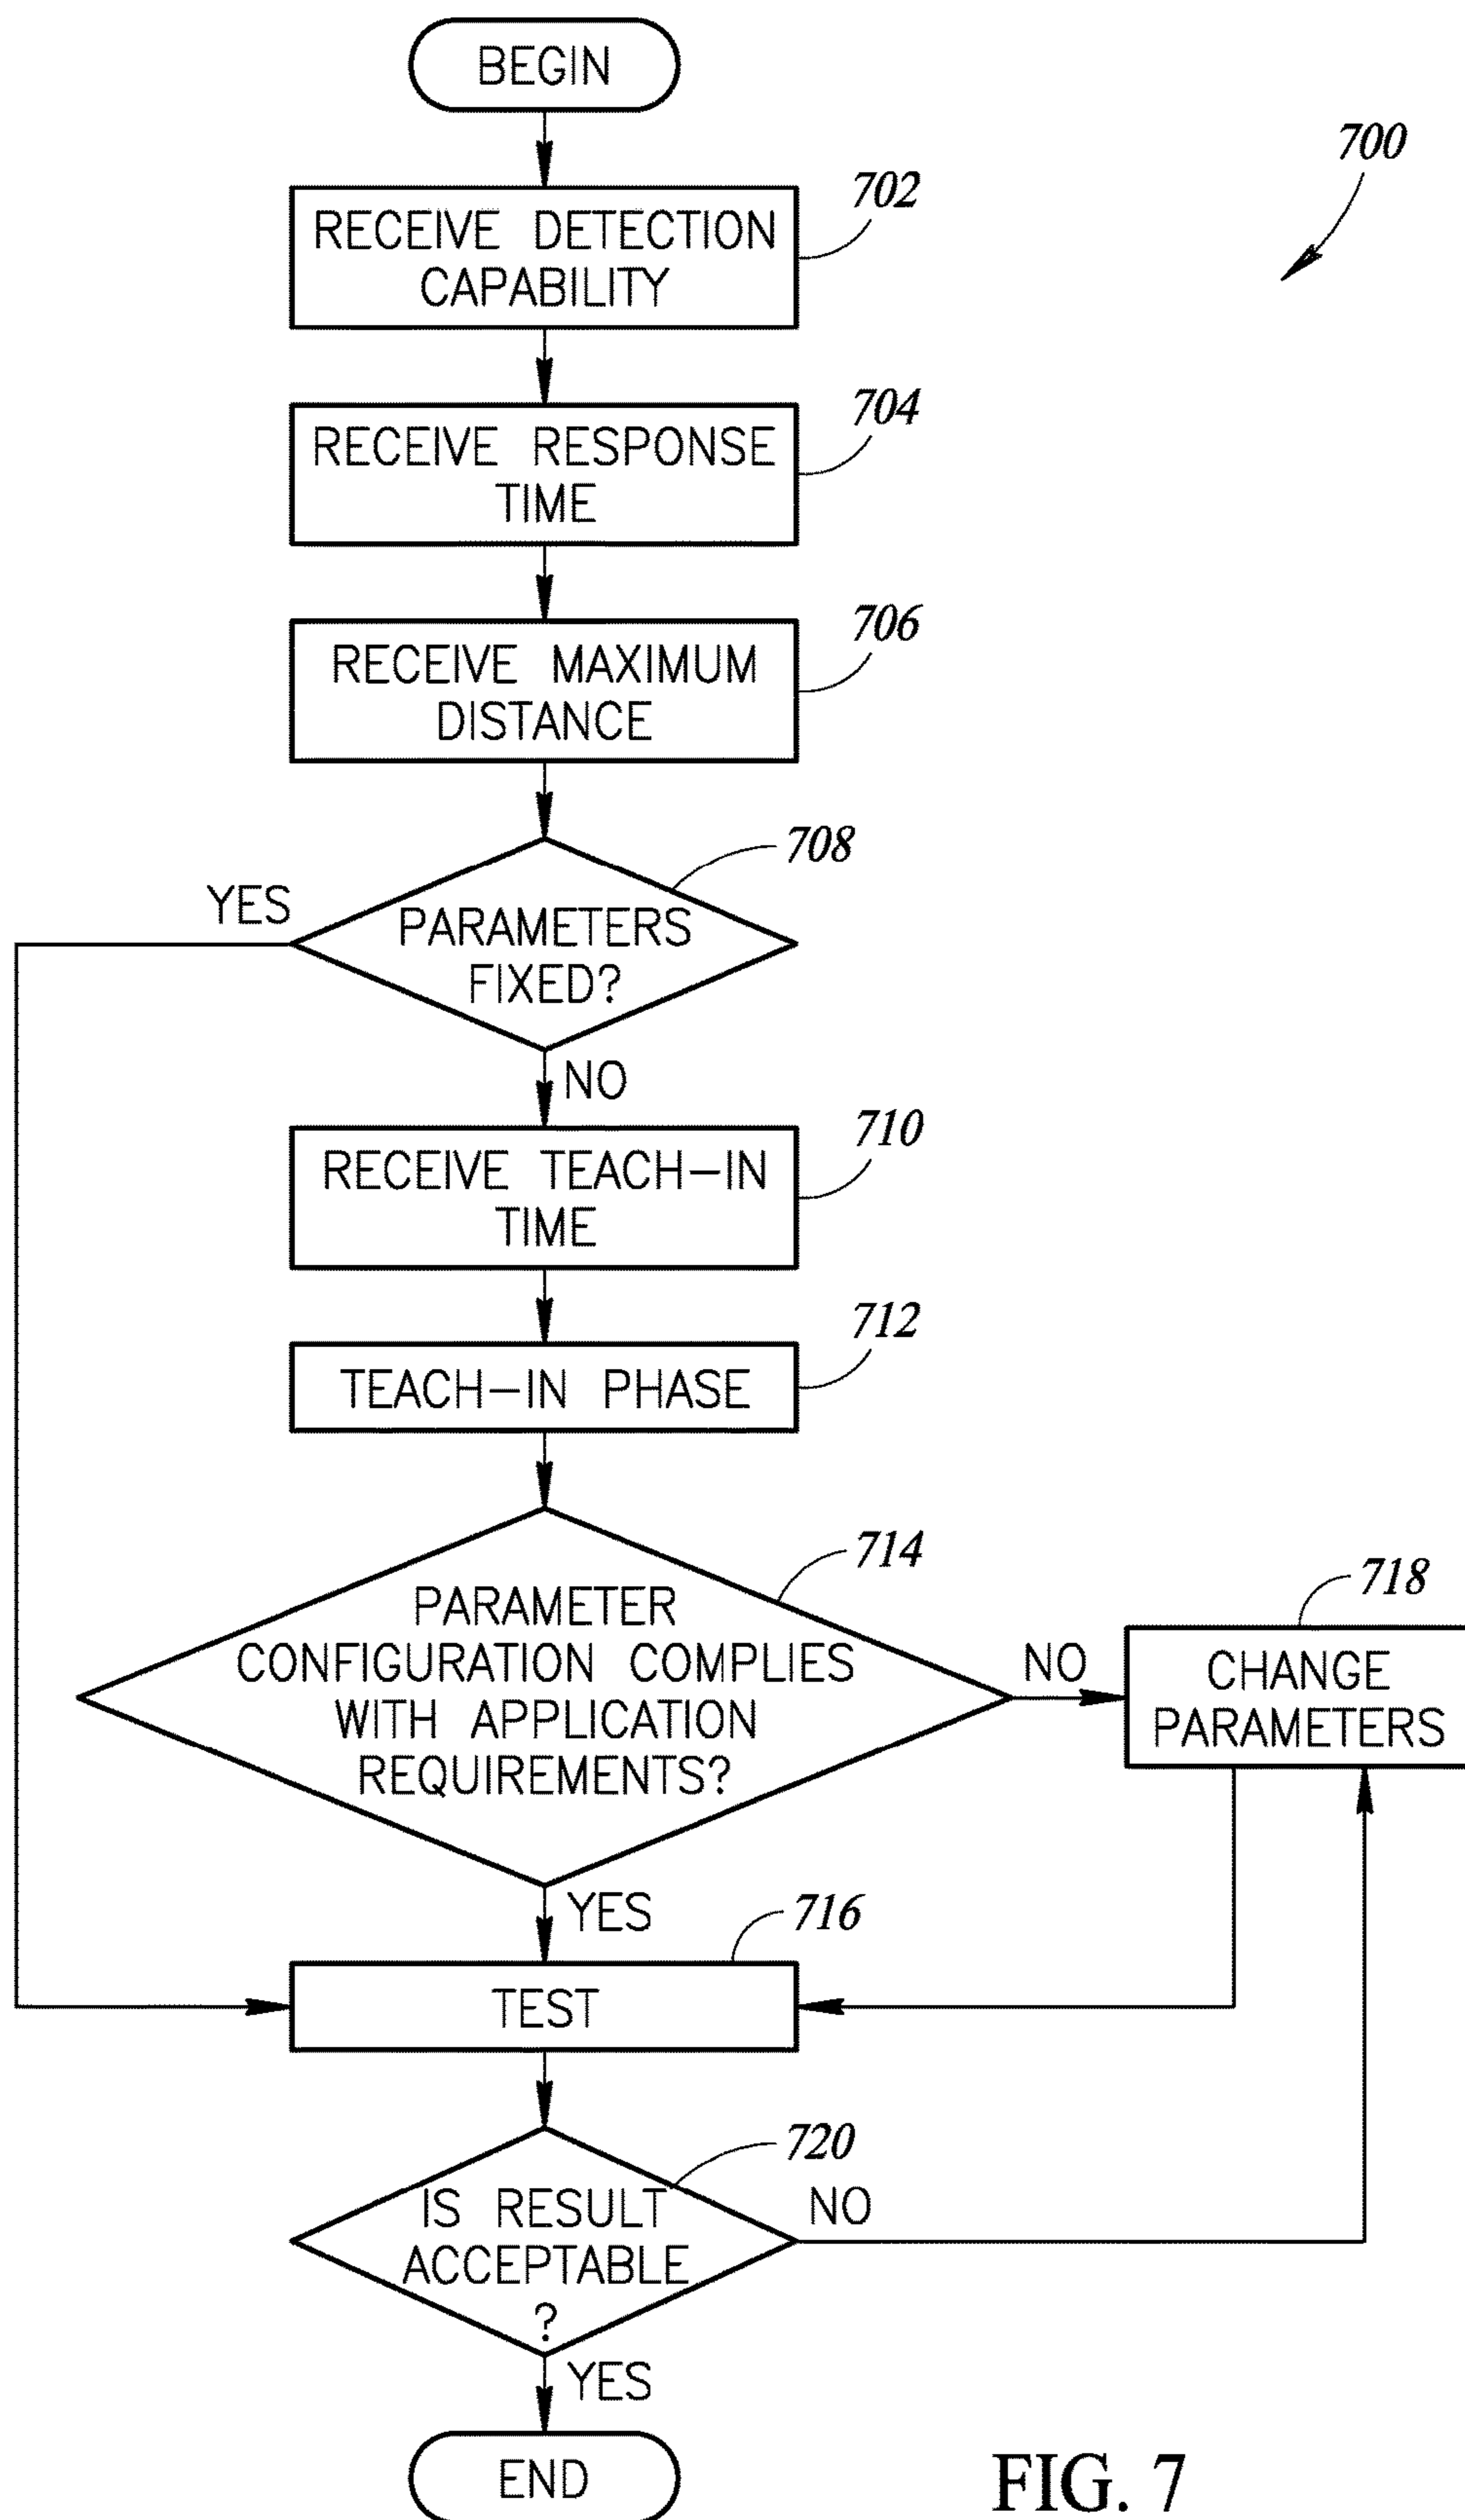 BEGIN
700
702
RECEIVE DETECTION
CAPABILITY
704
RECEIVE RESPONSE
TIME
706
RECEIVE MAXIMUM
DISTANCE
708
YES
PARAMETERS
FIXED?
NO
710
RECEIVE TEACH-IN
TIME
712
TEACH-IN PHASE
714
PARAMETER
CONFIGURATION COMPLIES
WITH APPLICATION
REQUIREMENTS?
NO
718
CHANGE
PARAMETERS
YES
716
TEST
720
IS RESULT
ACCEPTABLE
?
NO
YES
END
FIG. 7